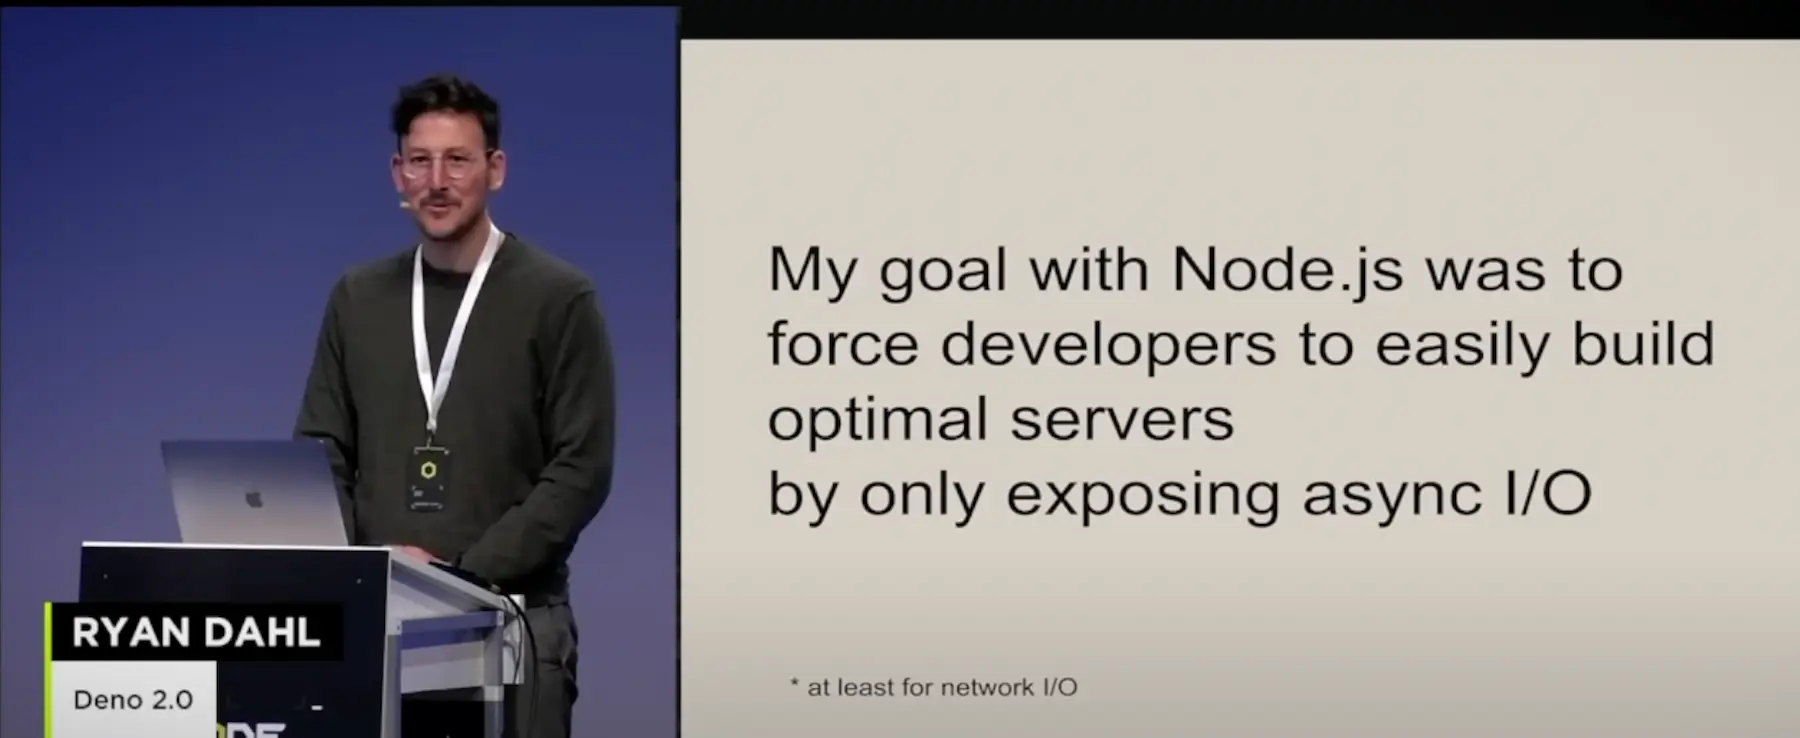 My goal with Node.js was to
force developers to easily build
optimal servers
by only exposing async I/O
* at least for network I/O
RYAN DAHL
Deno 2.0